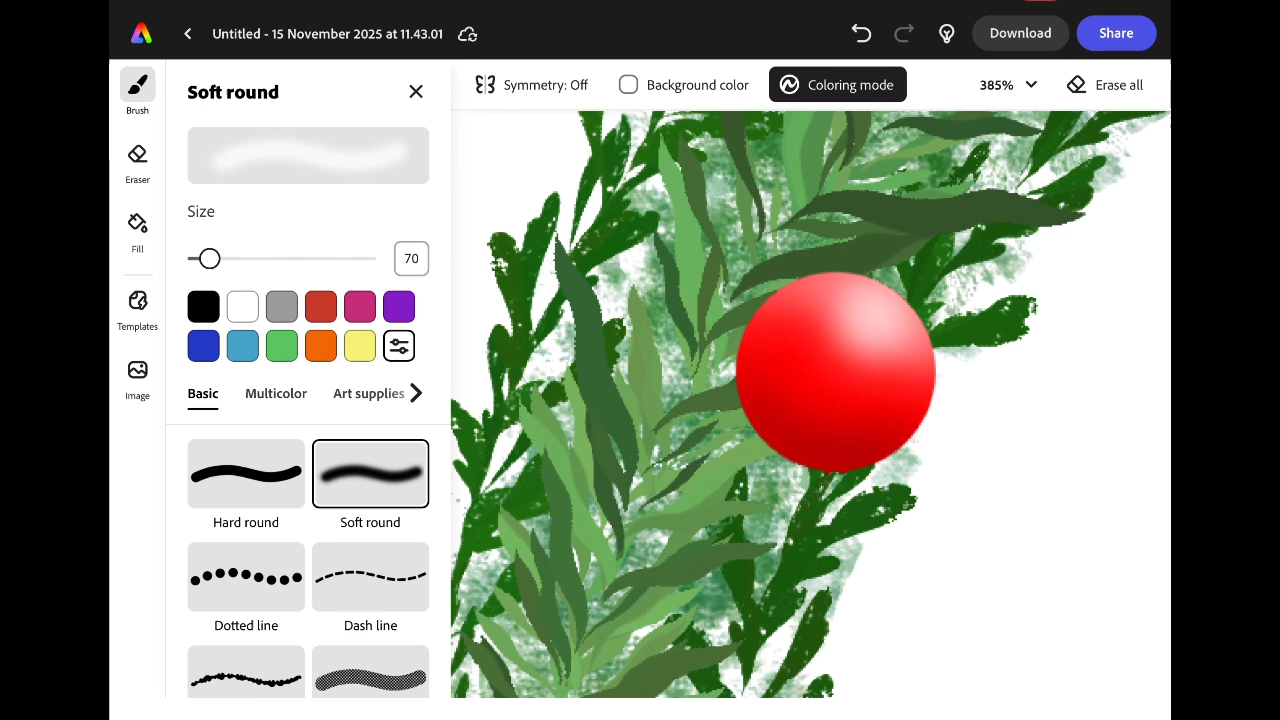 Untitled - 15 November 2025 at 11.43.01
Download
Share
Brush
Eraser
Fill
Templates
Image
Soft round
Symmetry: Off
Background color
Coloring mode
385%
Erase all
Size
70
Basic Multicolor Art supplies
Hard round Soft round
Dotted line Dash line